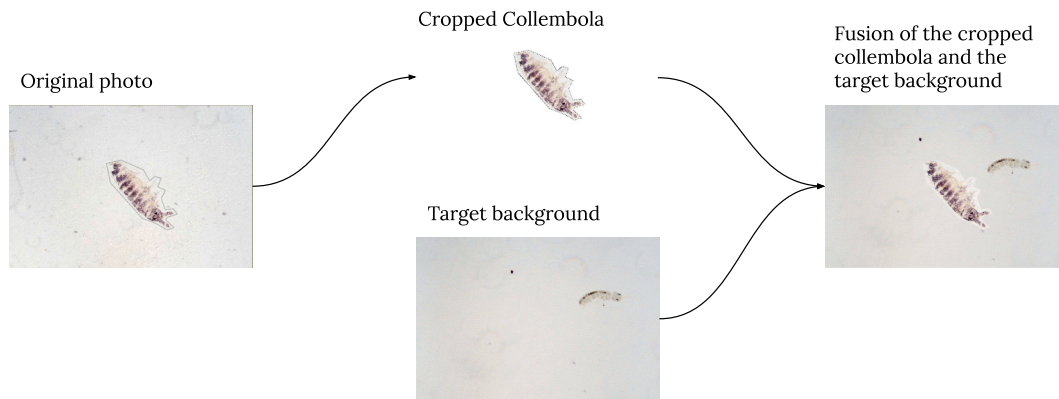 Original photo
Cropped Collembola
Target background
Fusion of the cropped
collembola and the
target background